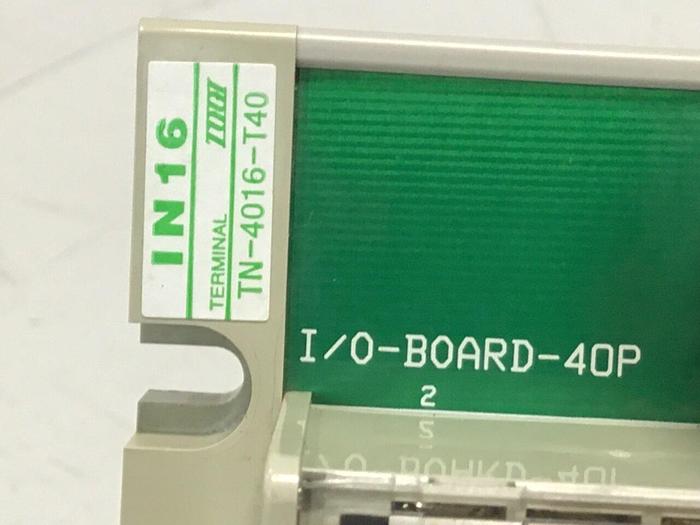 IN16
TERMINAL TOGI
TN-4016-T40
I/O-BOARD-40P
2